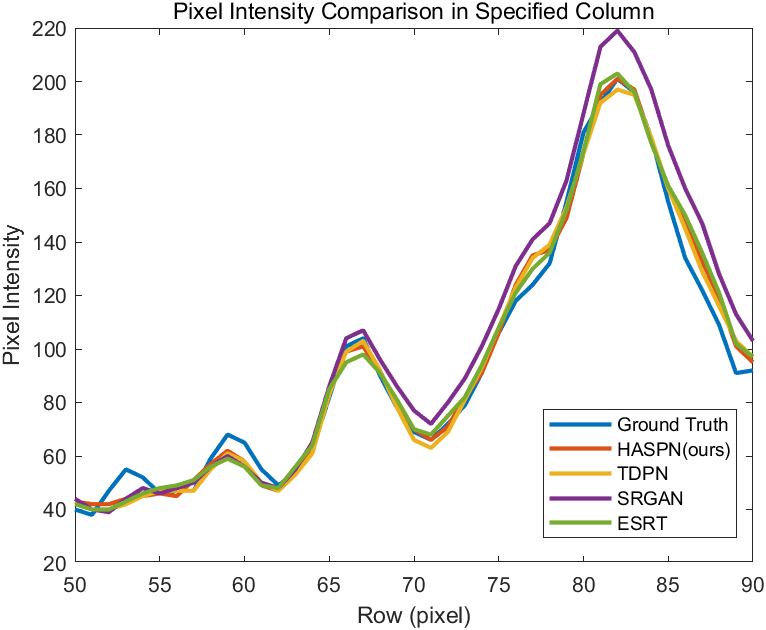 Pixel Intensity Comparison in Specified Column
220
200
180
160
140
120
100
80
60
40
20
Pixel Intensity
50 55 60 65 70 75 80 85 90
Row (pixel)
Ground Truth
HASPN(ours)
TDPN
SRGAN
ESRT